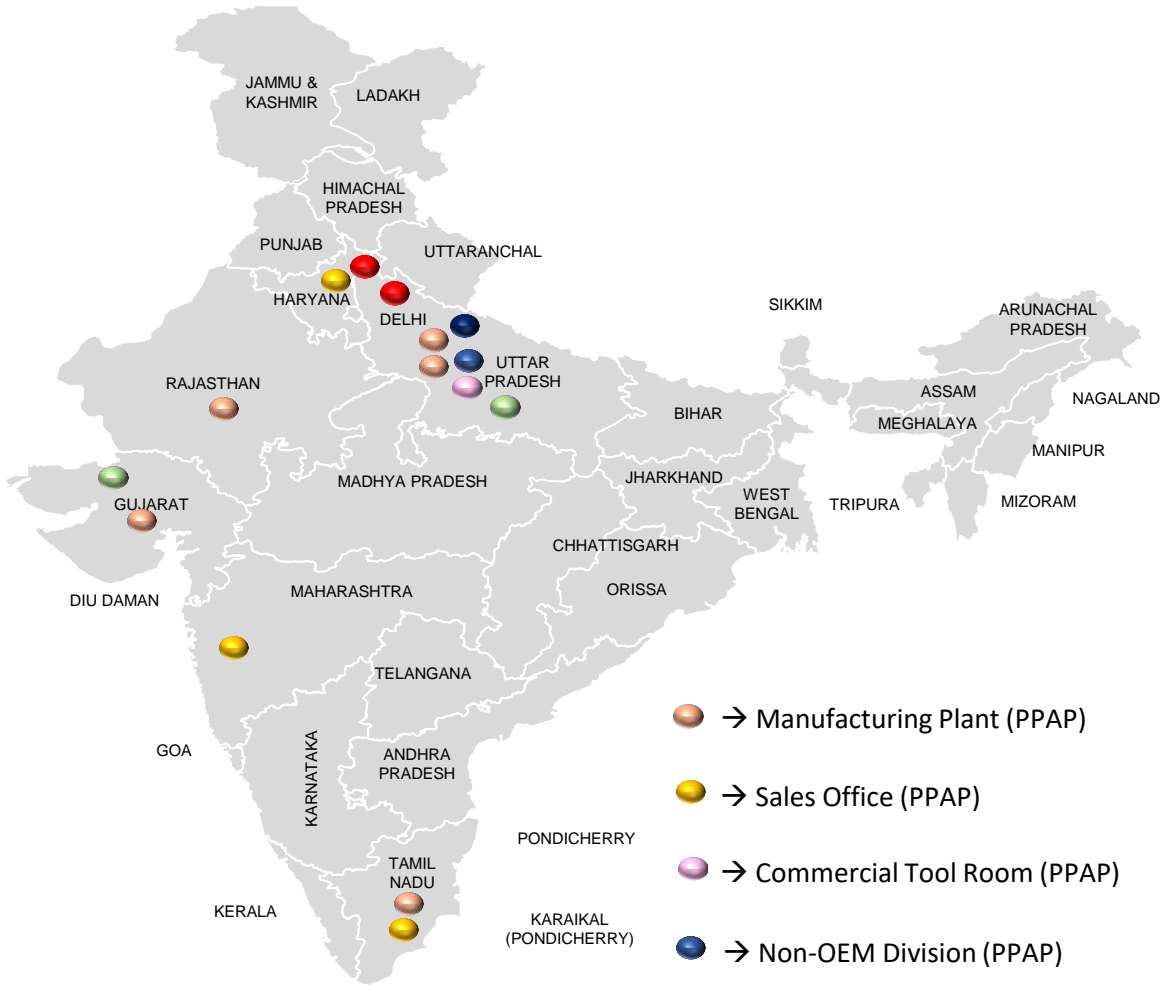 JAMMU &
KASHMIR
LADAKH
HIMACHAL
PRADESH
PUNJAB
UTTARANCHAL
HARYANA
DELHI
SIKKIM
ARUNACHAL
PRADESH
UTTAR
PRADESH
RAJASTHAN
ASSAM
NAGALAND
BIHAR
MEGHALAYA
MANIPUR
MADHYA PRADESH
JHARKHAND
GUJARAT
WEST
BENGAL
TRIPURA
MIZORAM
CHHATTISGARH
MAHARASHTRA
ORISSA
DIU DAMAN
TELANGANA
→ Manufacturing Plant (PPAP)
GOA
KARNATAKA
ANDHRA
PRADESH
→ Sales Office (PPAP)
PONDICHERRY
TAMIL
NADU
→ Commercial Tool Room (PPAP)
KERALA
KARAIKAL
(PONDICHERRY)
→ Non-OEM Division (PPAP)